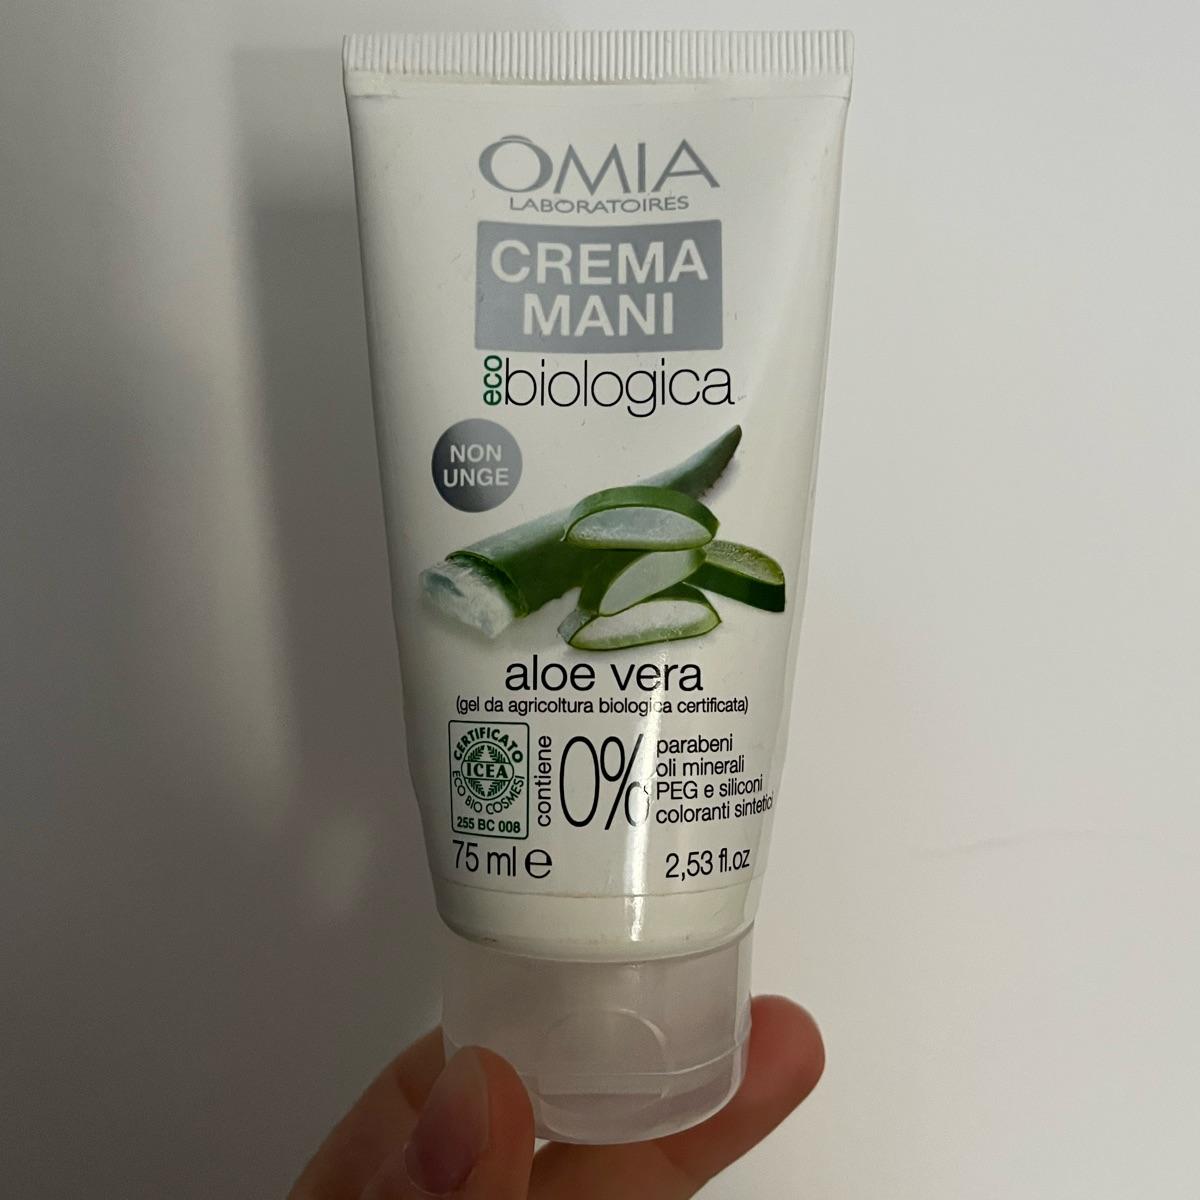 ŌMIA
LABORATOIRES
CREMA
MANI
eco biologica
NON
UNGE
aloe vera
(gel da agricoltura biologica certificata)
CERTIFICATO
ICEA
ECO BIO COSMESI
255 BC 008
contiene
0%
parabeni
oli minerali
PEG e siliconi
coloranti sintetici
75 ml e
2,53 fl.oz